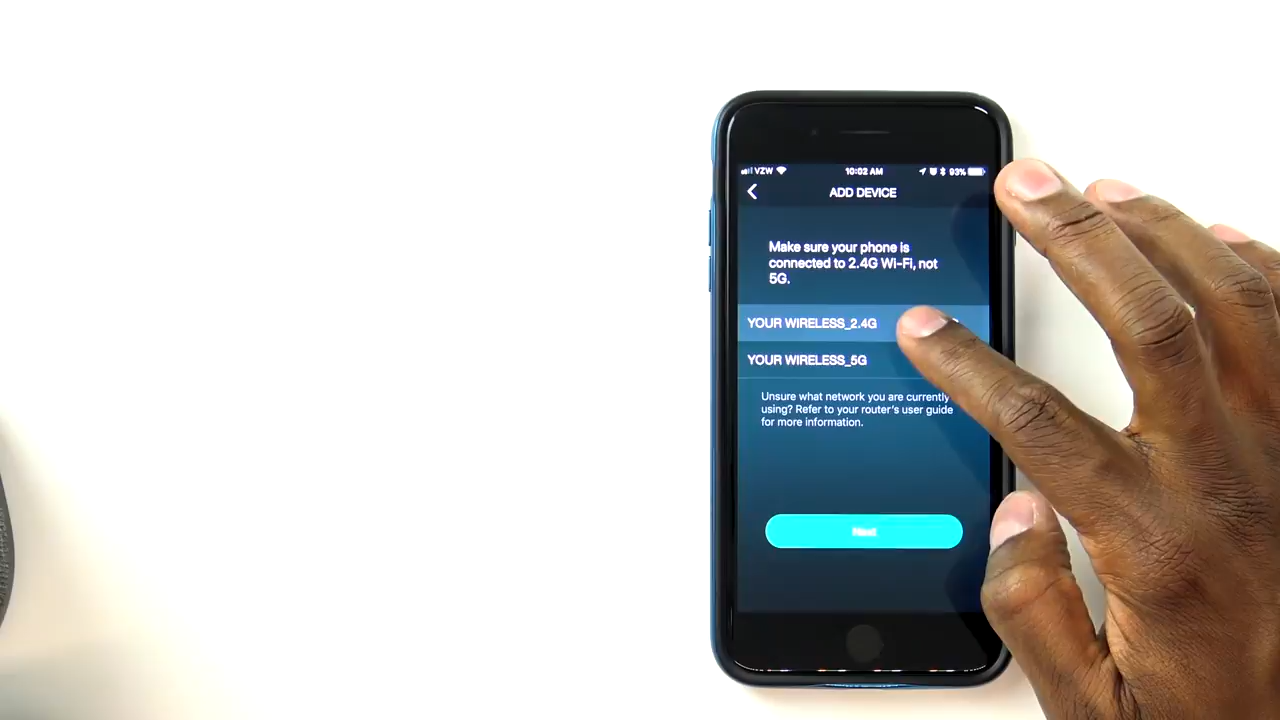 VZW 10:02 AM 93%
ADD DEVICE
Make sure your phone is
connected to 2.4G Wi-Fi, not
5G.
YOUR WIRELESS_2.4G
YOUR WIRELESS_5G
Unsure what network you are currently
using? Refer to your router's user guide
for more information.
Next